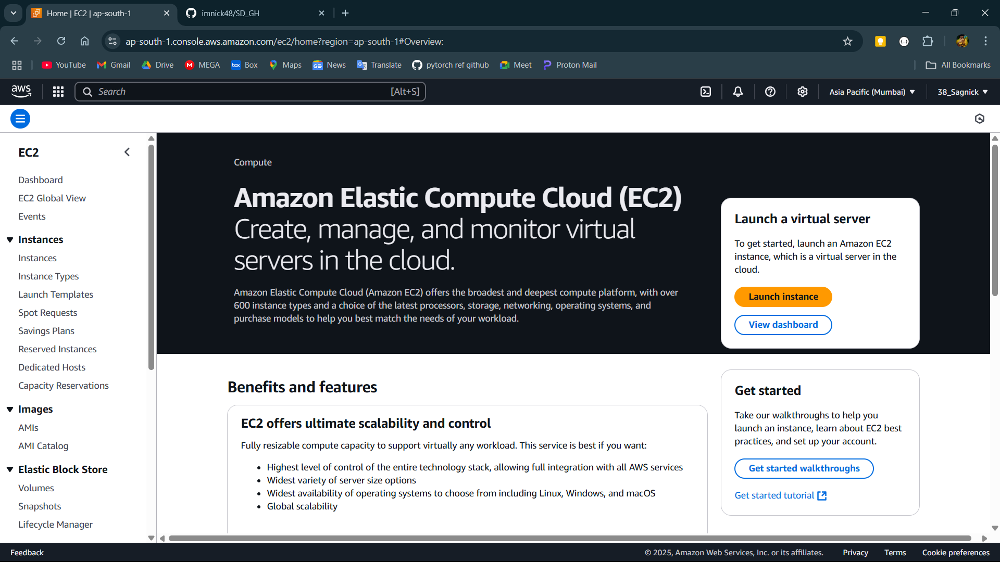 Home | EC2 | ap-south-1
imnick48/SD_GH
ap-south-1.console.aws.amazon.com/ec2/home?region=ap-south-1#Overview:
YouTube
Gmail
Drive
MEGA
box
Box
Maps
News
Translate
pytorch ref github
Meet
Proton Mail
All Bookmarks
aws
Search
[Alt+S]
Asia Pacific (Mumbai)
38_Sagnick
EC2
Dashboard
EC2 Global View
Events
Instances
Instances
Instance Types
Launch Templates
Spot Requests
Savings Plans
Reserved Instances
Dedicated Hosts
Capacity Reservations
Images
AMIs
AMI Catalog
Elastic Block Store
Volumes
Snapshots
Lifecycle Manager
Compute
Amazon Elastic Compute Cloud (EC2)
Create, manage, and monitor virtual
servers in the cloud.
Amazon Elastic Compute Cloud (Amazon EC2) offers the broadest and deepest compute platform, with over
600 instance types and a choice of the latest processors, storage, networking, operating systems, and
purchase models to help you best match the needs of your workload.
Launch a virtual server
To get started, launch an Amazon EC2
instance, which is a virtual server in the
cloud.
Launch instance
View dashboard
Benefits and features
EC2 offers ultimate scalability and control
Fully resizable compute capacity to support virtually any workload. This service is best if you want:
• Highest level of control of the entire technology stack, allowing full integration with all AWS services
• Widest variety of server size options
• Widest availability of operating systems to choose from including Linux, Windows, and macOS
• Global scalability
Get started
Take our walkthroughs to help you
launch an instance, learn about EC2 best
practices, and set up your account.
Get started walkthroughs
Get started tutorial
Feedback
© 2025, Amazon Web Services, Inc. or its affiliates.
Privacy
Terms
Cookie preferences